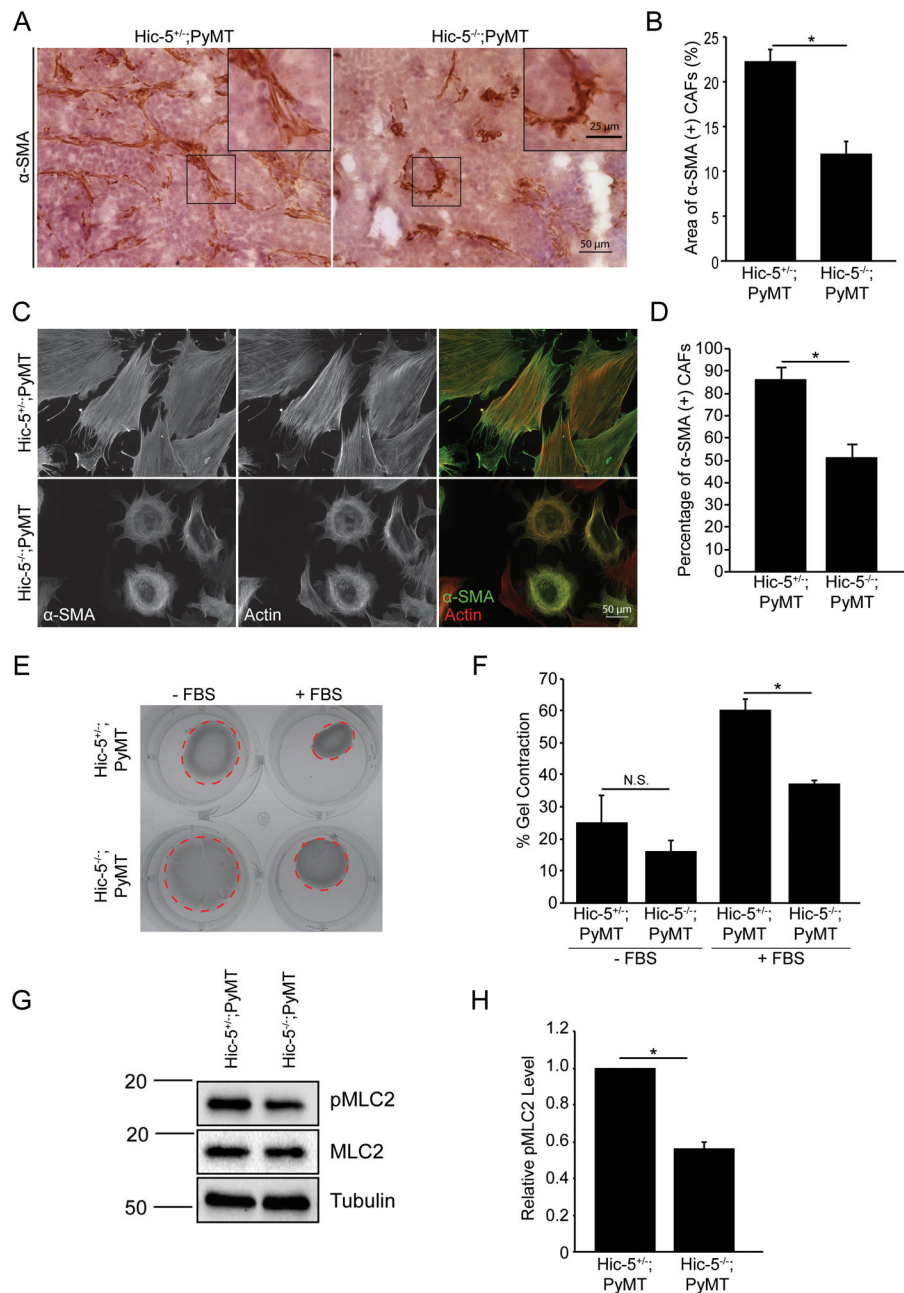 A
Hic-5+/-;PyMT
Hic-5-/-;PyMT
α-SMA
25 µm
50 µm
B
Area of α-SMA (+) CAFs (%)
25
20
15
10
5
0
*
Hic-5+/-;
PyMT
Hic-5-/-;
PyMT
C
Hic-5+/-;PyMT
Hic-5-/-;PyMT
α-SMA
Actin
α-SMA
Actin
50 µm
D
Percentage of α-SMA (+) CAFs
100
90
80
70
60
50
40
30
20
10
0
*
Hic-5+/-;
PyMT
Hic-5-/-;
PyMT
E
- FBS
+ FBS
Hic-5+/-;
PyMT
Hic-5-/-;
PyMT
F
% Gel Contraction
70
60
50
40
30
20
10
0
N.S.
*
Hic-5+/-;
PyMT
Hic-5-/-;
PyMT
Hic-5+/-;
PyMT
Hic-5-/-;
PyMT
- FBS
+ FBS
G
Hic-5+/-;PyMT
Hic-5-/-;PyMT
20
pMLC2
20
MLC2
50
Tubulin
H
Relative pMLC2 Level
1.2
1.0
0.8
0.6
0.4
0.2
0
*
Hic-5+/-;
PyMT
Hic-5-/-;
PyMT